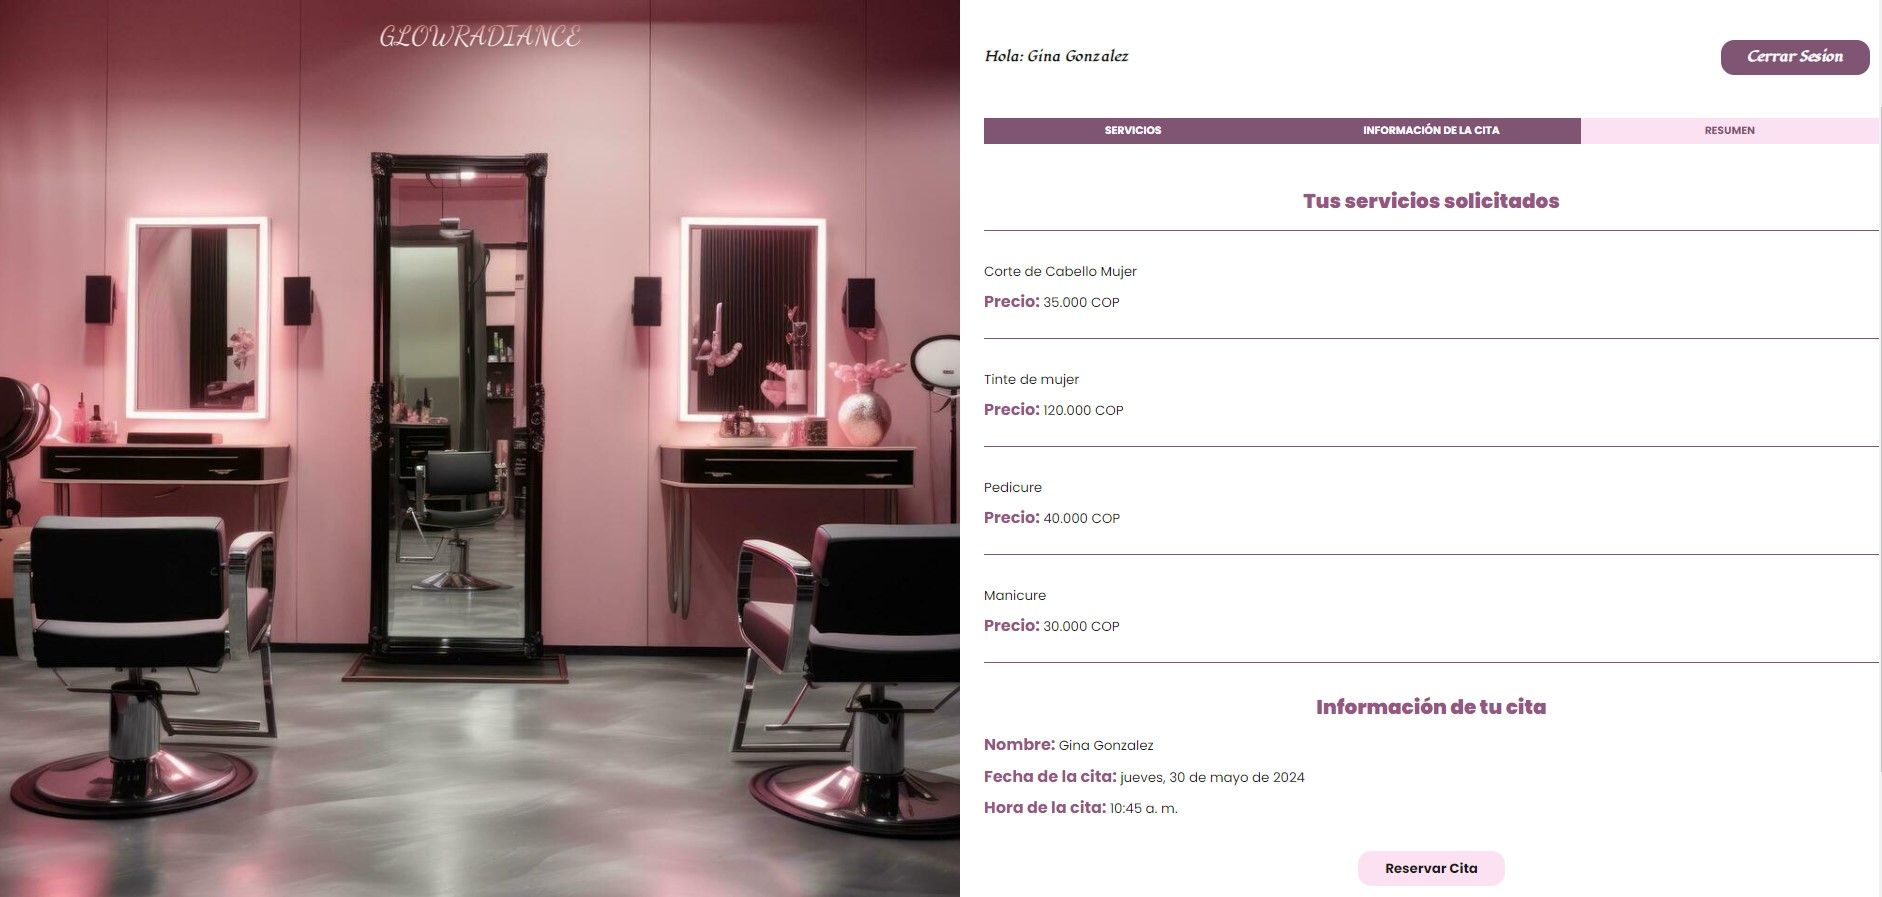 GLOWRADIANCE
Hola: Gina Gonzalez
Cerrar Sesion
SERVICIOS
INFORMACIÓN DE LA CITA
RESUMEN
Tus servicios solicitados
Corte de Cabello Mujer
Precio: 35.000 COP
Tinte de mujer
Precio: 120.000 COP
Pedicure
Precio: 40.000 COP
Manicure
Precio: 30.000 COP
Información de tu cita
Nombre: Gina Gonzalez
Fecha de la cita: jueves, 30 de mayo de 2024
Hora de la cita: 10:45 a. m.
Reservar Cita